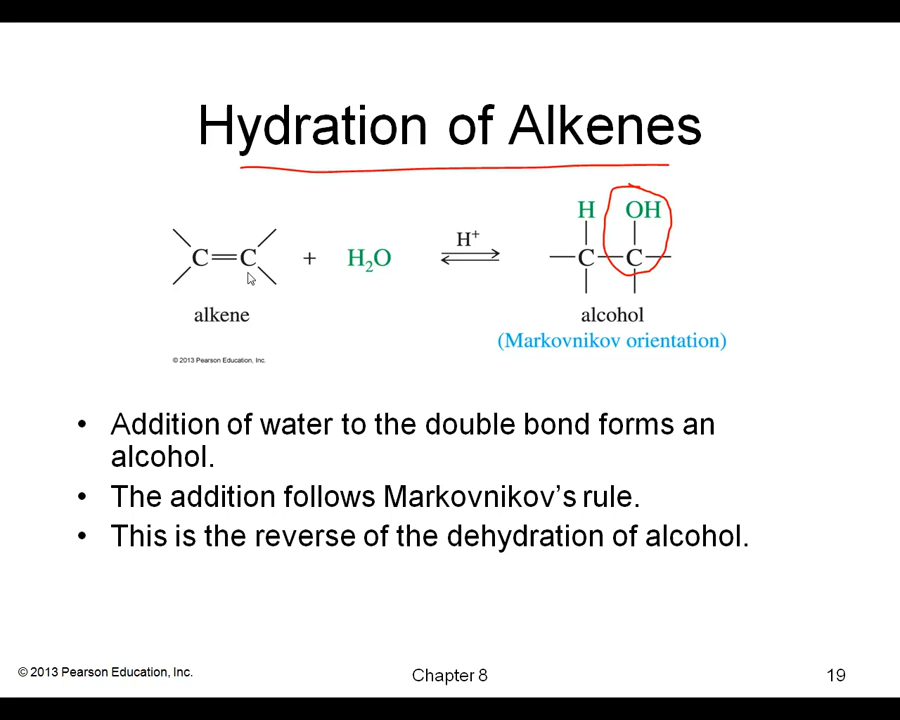 Hydration of Alkenes
H OH
C=C + H₂O H⁺ —C—C—
alkene alcohol
(Markovnikov orientation)
© 2013 Pearson Education, Inc.
• Addition of water to the double bond forms an
alcohol.
• The addition follows Markovnikov’s rule.
• This is the reverse of the dehydration of alcohol.
© 2013 Pearson Education, Inc. Chapter 8 19